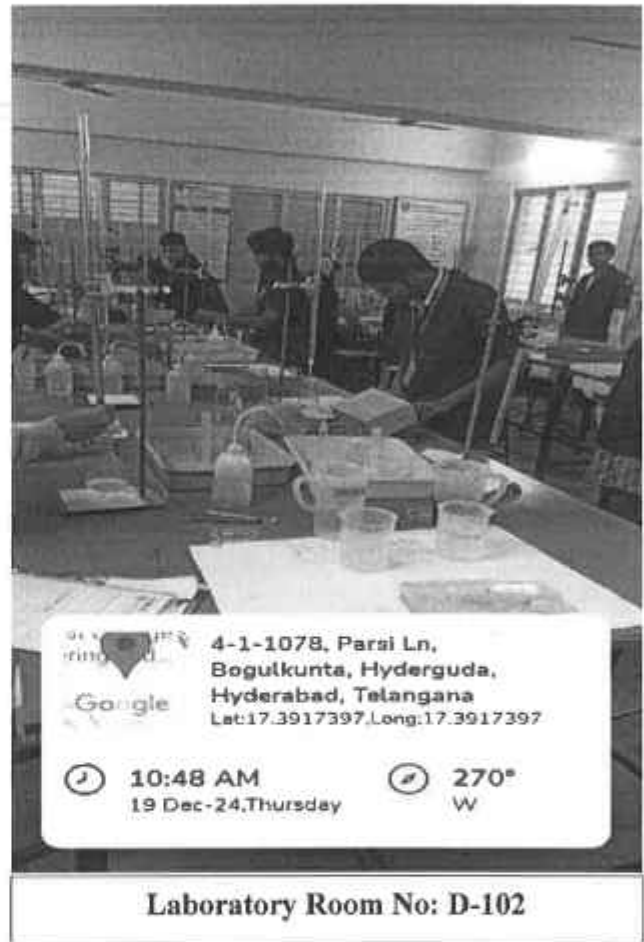 Google
4-1-1078, Parsi Ln,
Bogulkunta, Hyderguda,
Hyderabad, Telangana
Lat:17.3917397,Long:17.3917397
10:48 AM
19 Dec-24,Thursday
270°
W
Laboratory Room No: D-102